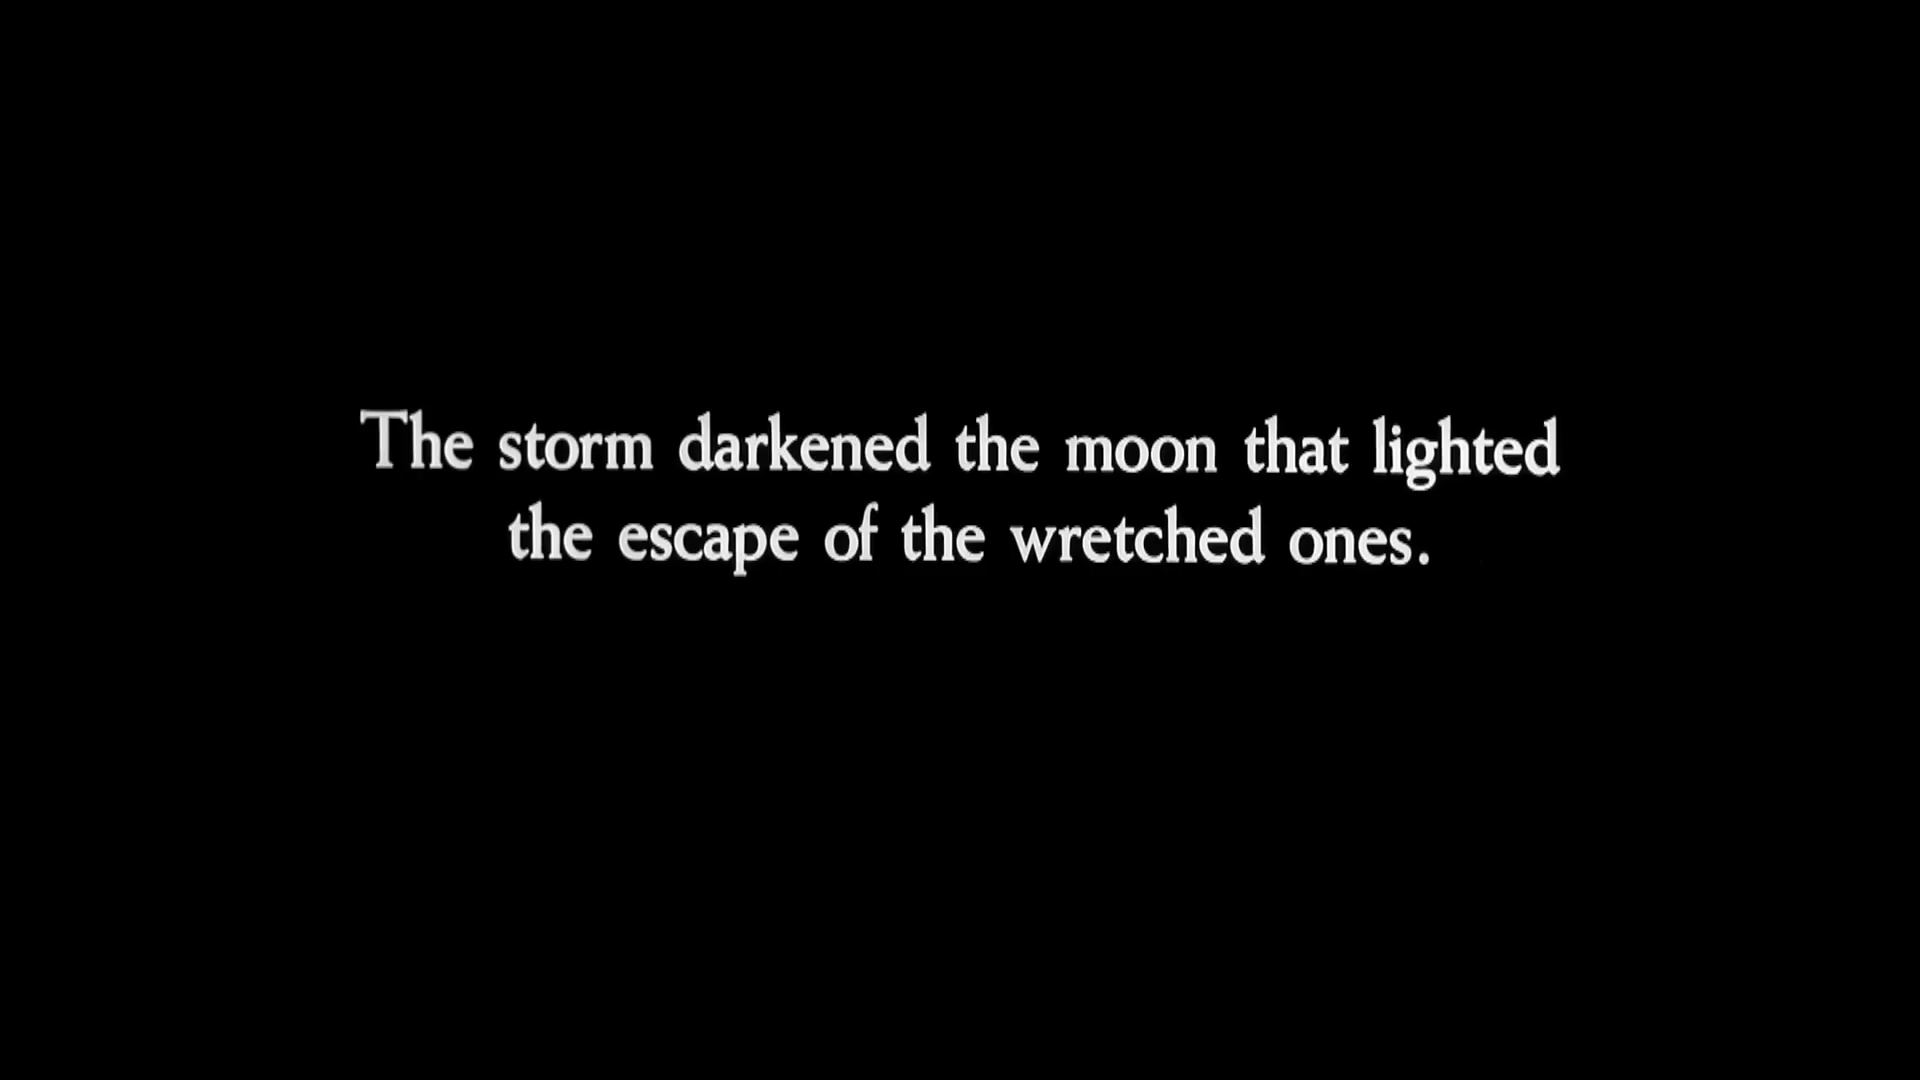 The storm darkened the moon that lighted
the escape of the wretched ones.